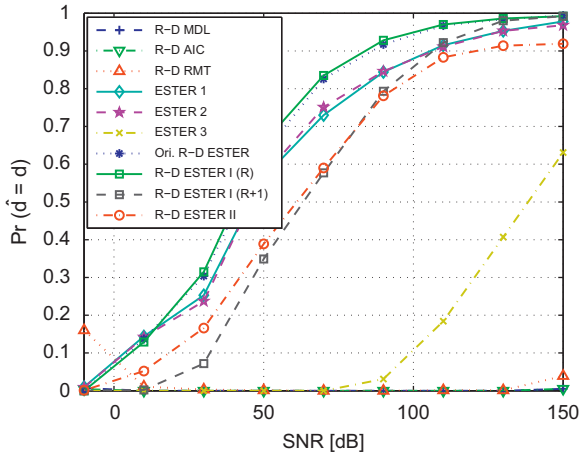 1
0.9
0.8
0.7
0.6
0.5
0.4
0.3
0.2
0.1
0
Pr (d̂ = d)
R−D MDL
R−D AIC
R−D RMT
ESTER 1
ESTER 2
ESTER 3
Ori. R−D ESTER
R−D ESTER I (R)
R−D ESTER I (R+1)
R−D ESTER II
0 50 100 150
SNR [dB]